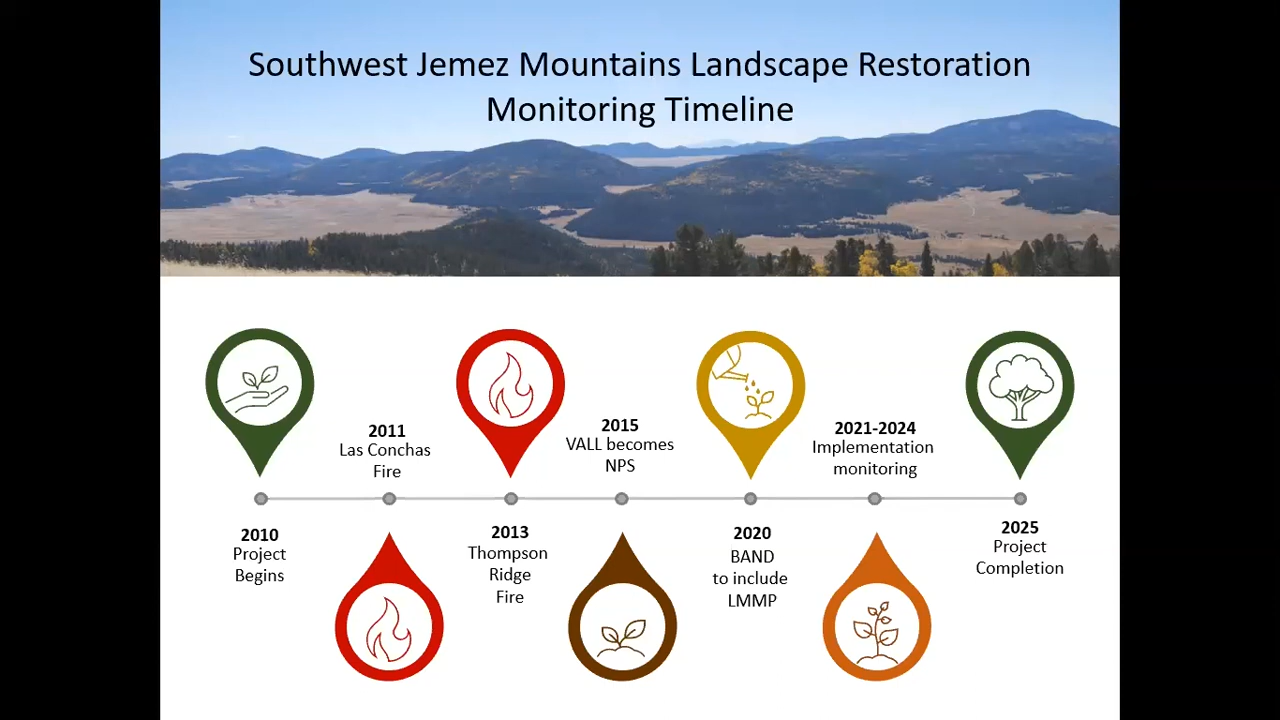 Southwest Jemez Mountains Landscape Restoration
Monitoring Timeline
2010
Project
Begins
2011
Las Conchas
Fire
2013
Thompson
Ridge
Fire
2015
VALL becomes
NPS
2020
BAND
to include
LMMP
2021-2024
Implementation
monitoring
2025
Project
Completion